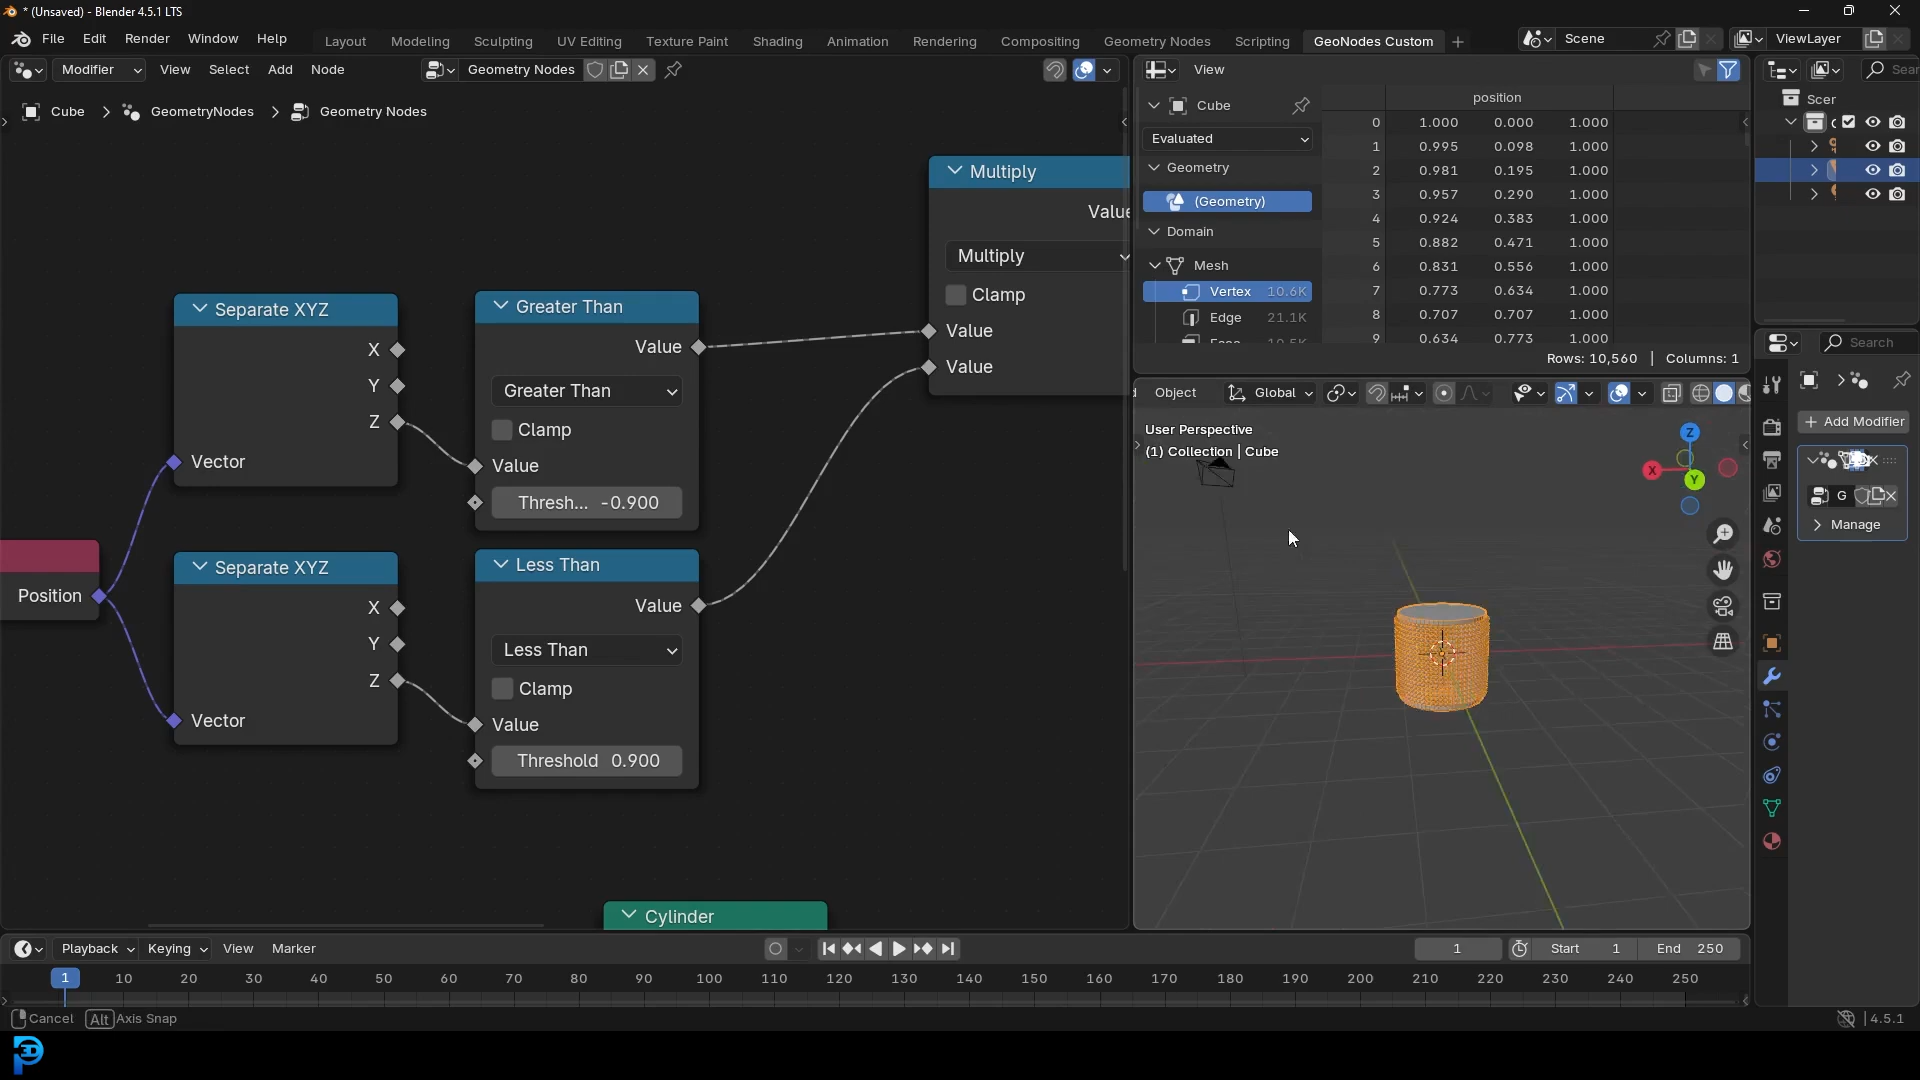 * (Unsaved) - Blender 4.5.1 LTS
File Edit Render Window Help
Layout Modeling Sculpting UV Editing Texture Paint Shading Animation Rendering Compositing Geometry Nodes Scripting GeoNodes Custom
Scene
ViewLayer
Modifier View Select Add Node
Geometry Nodes
Cube GeometryNodes Geometry Nodes
Separate XYZ
X
Y
Z
Vector
Greater Than
Value
Greater Than
Clamp
Value
Thresh... -0.900
Multiply
Value
Multiply
Clamp
Value
Value
Position
Separate XYZ
X
Y
Z
Vector
Less Than
Value
Less Than
Clamp
Value
Threshold 0.900
Cylinder
View
Cube
Evaluated
Geometry
(Geometry)
Domain
Mesh
Vertex 10.6K
Edge 21.1K
position
0 1.000 0.000 1.000
1 0.995 0.098 1.000
2 0.981 0.195 1.000
3 0.957 0.290 1.000
4 0.924 0.383 1.000
5 0.882 0.471 1.000
6 0.831 0.556 1.000
7 0.773 0.634 1.000
8 0.707 0.707 1.000
9 0.634 0.773 1.000
Rows: 10,560 | Columns: 1
Object Global
User Perspective
(1) Collection | Cube
Z
X
Y
Sear
Scer
Search
Add Modifier
G
Manage
Playback Keying View Marker
1
Start 1
End 250
1 10 20 30 40 50 60 70 80 90 100 110 120 130 140 150 160 170 180 190 200 210 220 230 240 250
Cancel Alt Axis Snap
4.5.1
3D